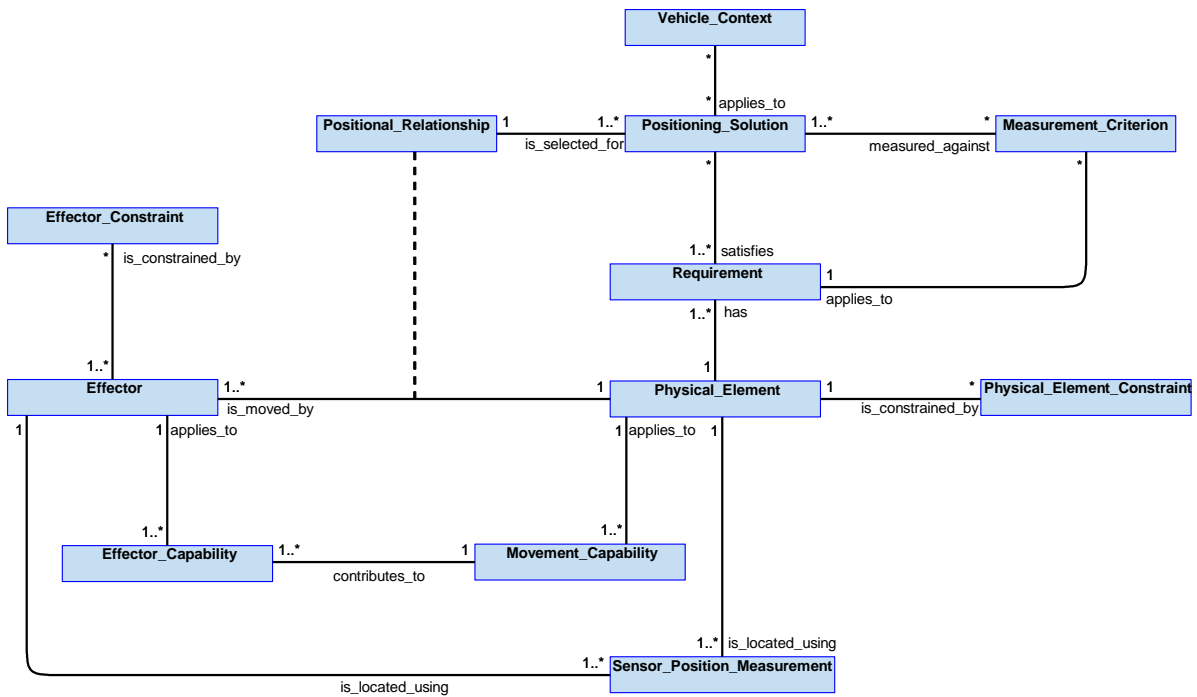 Vehicle_Context
*
* applies_to
Positional_Relationship 1 1..* Positioning_Solution 1..* * Measurement_Criterion
is_selected_for measured_against
* *
Effector_Constraint
* is_constrained_by
1..* satisfies
Requirement 1
applies_to
1..* has
1..* 1
Effector 1..* 1 Physical_Element 1 * Physical_Element_Constraint
is_moved_by is_constrained_by
1 1 applies_to 1 applies_to 1
1..* 1..*
Effector_Capability 1..* 1 Movement_Capability
contributes_to
1..* is_located_using
1..* Sensor_Position_Measurement
is_located_using